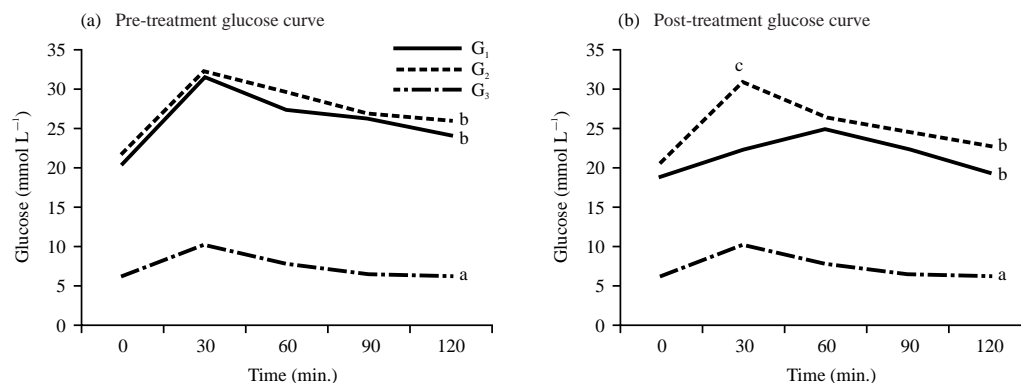 (a) Pre-treatment glucose curve
35
30
25
20
15
10
5
0
Glucose (mmol L⁻¹)
G₁
G₂
G₃
b
b
a
0 30 60 90 120
Time (min.)
(b) Post-treatment glucose curve
35
30
25
20
15
10
5
0
Glucose (mmol L⁻¹)
c
b
b
a
0 30 60 90 120
Time (min.)